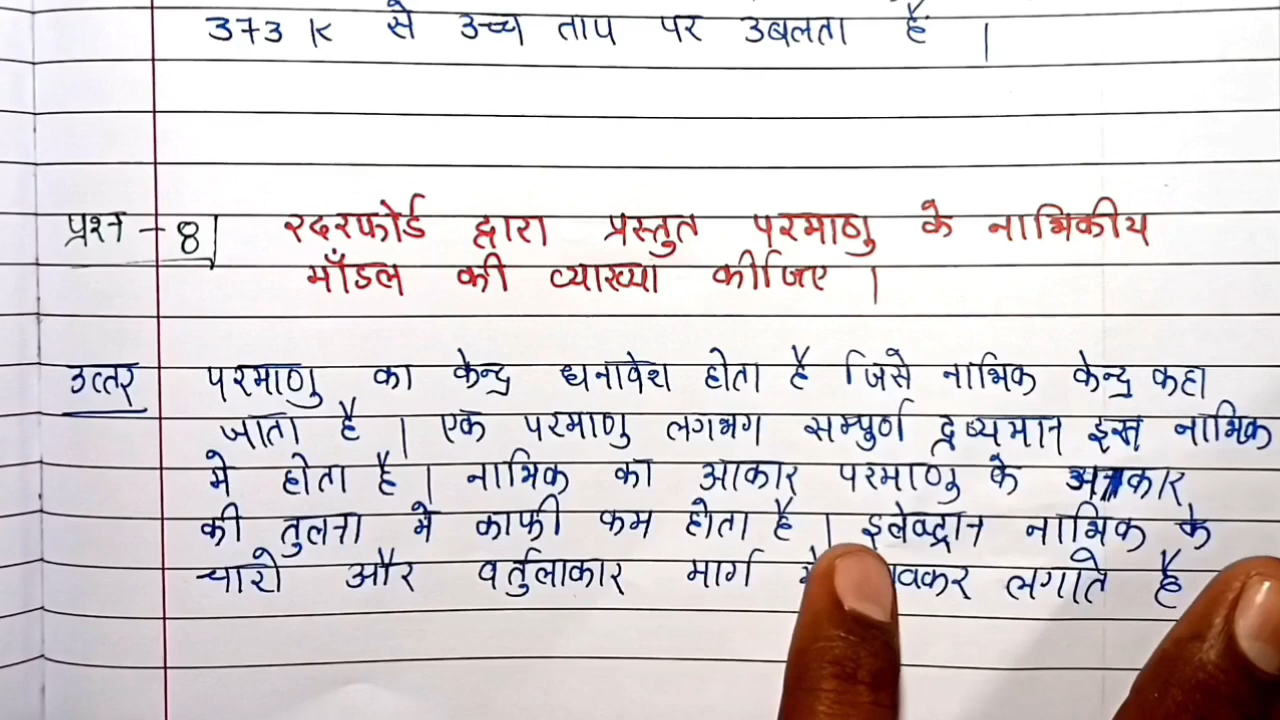 373 K से उच्च ताप पर उबलता है ।
प्रश्न - 8
रदरफोर्ड द्वारा प्रस्तुत परमाणु के नाभिकीय
मॉडल की व्याख्या कीजिए ।
उत्तर परमाणु का केन्द्र धनावेश होता है जिसे नाभिक केन्द्र कहा
जाता है । एक परमाणु लगभग सम्पुर्ण द्रव्यमान इस नाभिक
मे होता है । नाभिक का आकार परमाणु के आकार
की तुलना मे काफी कम होता है । इलेक्ट्रान नाभिक के
चारो और वर्तुलाकार मार्ग लगाते है